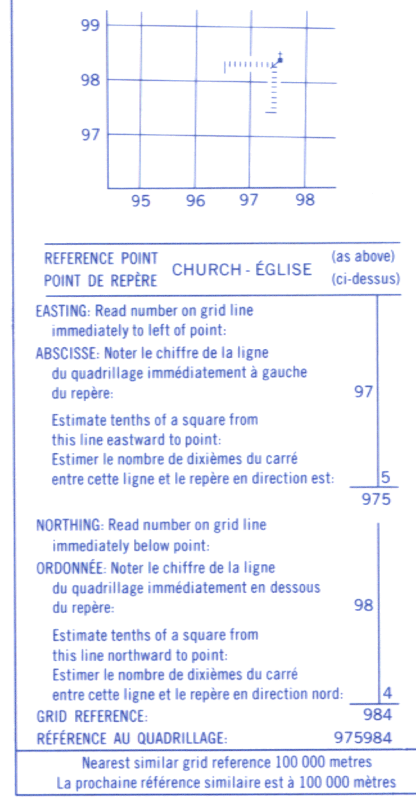 99
98
97
95 96 97 98
REFERENCE POINT
POINT DE REPÈRE
CHURCH - ÉGLISE
(as above)
(ci-dessus)
EASTING: Read number on grid line
immediately to left of point:
ABSCISSE: Noter le chiffre de la ligne
du quadrillage immédiatement à gauche
du repère: 97
Estimate tenths of a square from
this line eastward to point:
Estimer le nombre de dixièmes du carré
entre cette ligne et le repère en direction est: 5
975
NORTHING: Read number on grid line
immediately below point:
ORDONNÉE: Noter le chiffre de la ligne
du quadrillage immédiatement en dessous
du repère: 98
Estimate tenths of a square from
this line northward to point:
Estimer le nombre de dixièmes du carré
entre cette ligne et le repère en direction nord: 4
GRID REFERENCE: 984
RÉFÉRENCE AU QUADRILLAGE: 975984
Nearest similar grid reference 100 000 metres
La prochaine référence similaire est à 100 000 mètres